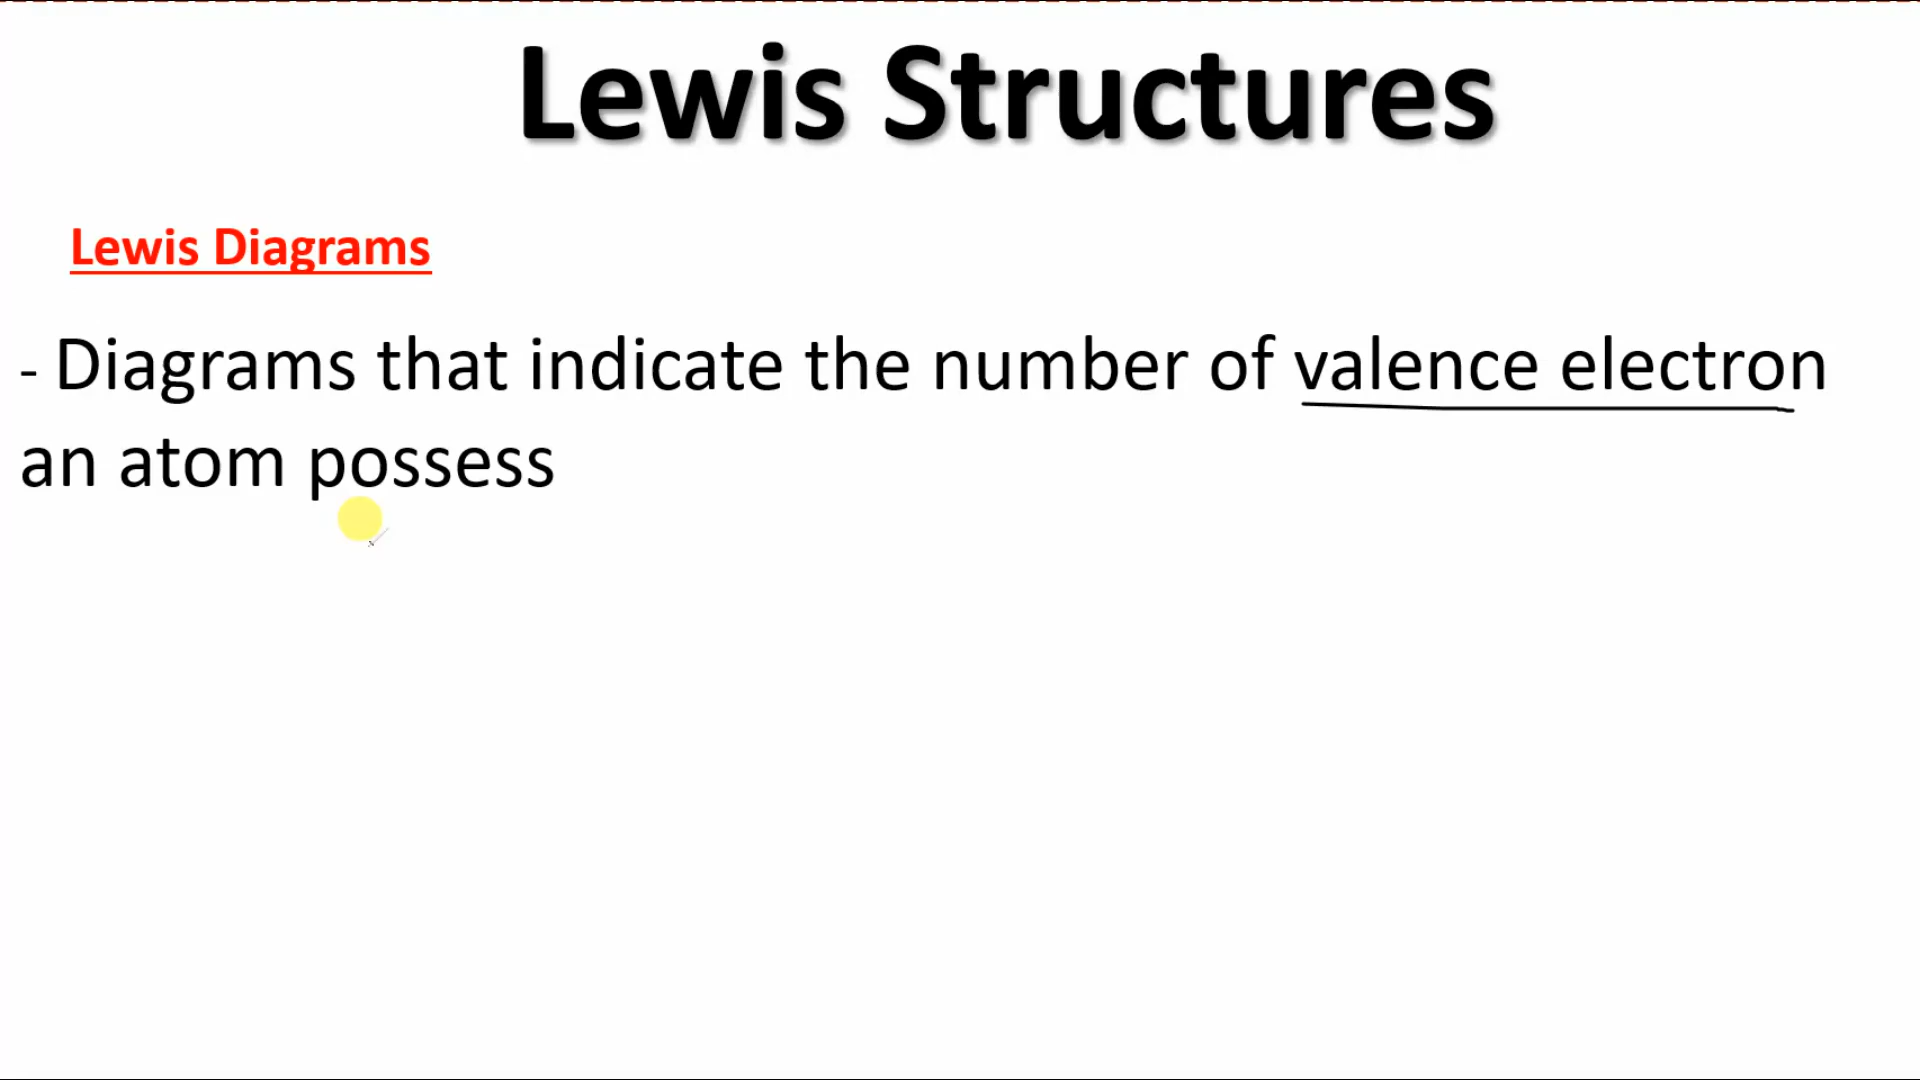 Lewis Structures
Lewis Diagrams
- Diagrams that indicate the number of valence electron
an atom possess